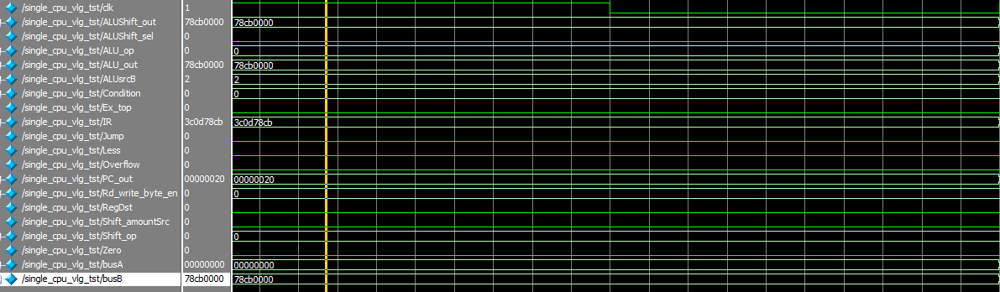 /single_cpu_vlg_tst/clk 1
/single_cpu_vlg_tst/ALUShift_out 78cb0000 78cb0000
/single_cpu_vlg_tst/ALUShift_sel 0
/single_cpu_vlg_tst/ALU_op 0 0
/single_cpu_vlg_tst/ALU_out 78cb0000 78cb0000
/single_cpu_vlg_tst/ALUsrcB 2 2
/single_cpu_vlg_tst/Condition 0 0
/single_cpu_vlg_tst/Ex_top 0
/single_cpu_vlg_tst/IR 3c0d78cb 3c0d78cb
/single_cpu_vlg_tst/Jump 0
/single_cpu_vlg_tst/Less 0
/single_cpu_vlg_tst/Overflow 0
/single_cpu_vlg_tst/PC_out 00000020 00000020
/single_cpu_vlg_tst/Rd_write_byte_en 0 0
/single_cpu_vlg_tst/RegDst 0
/single_cpu_vlg_tst/Shift_amountSrc 0
/single_cpu_vlg_tst/Shift_op 0 0
/single_cpu_vlg_tst/Zero 0
/single_cpu_vlg_tst/busA 00000000 00000000
/single_cpu_vlg_tst/busB 78cb0000 78cb0000